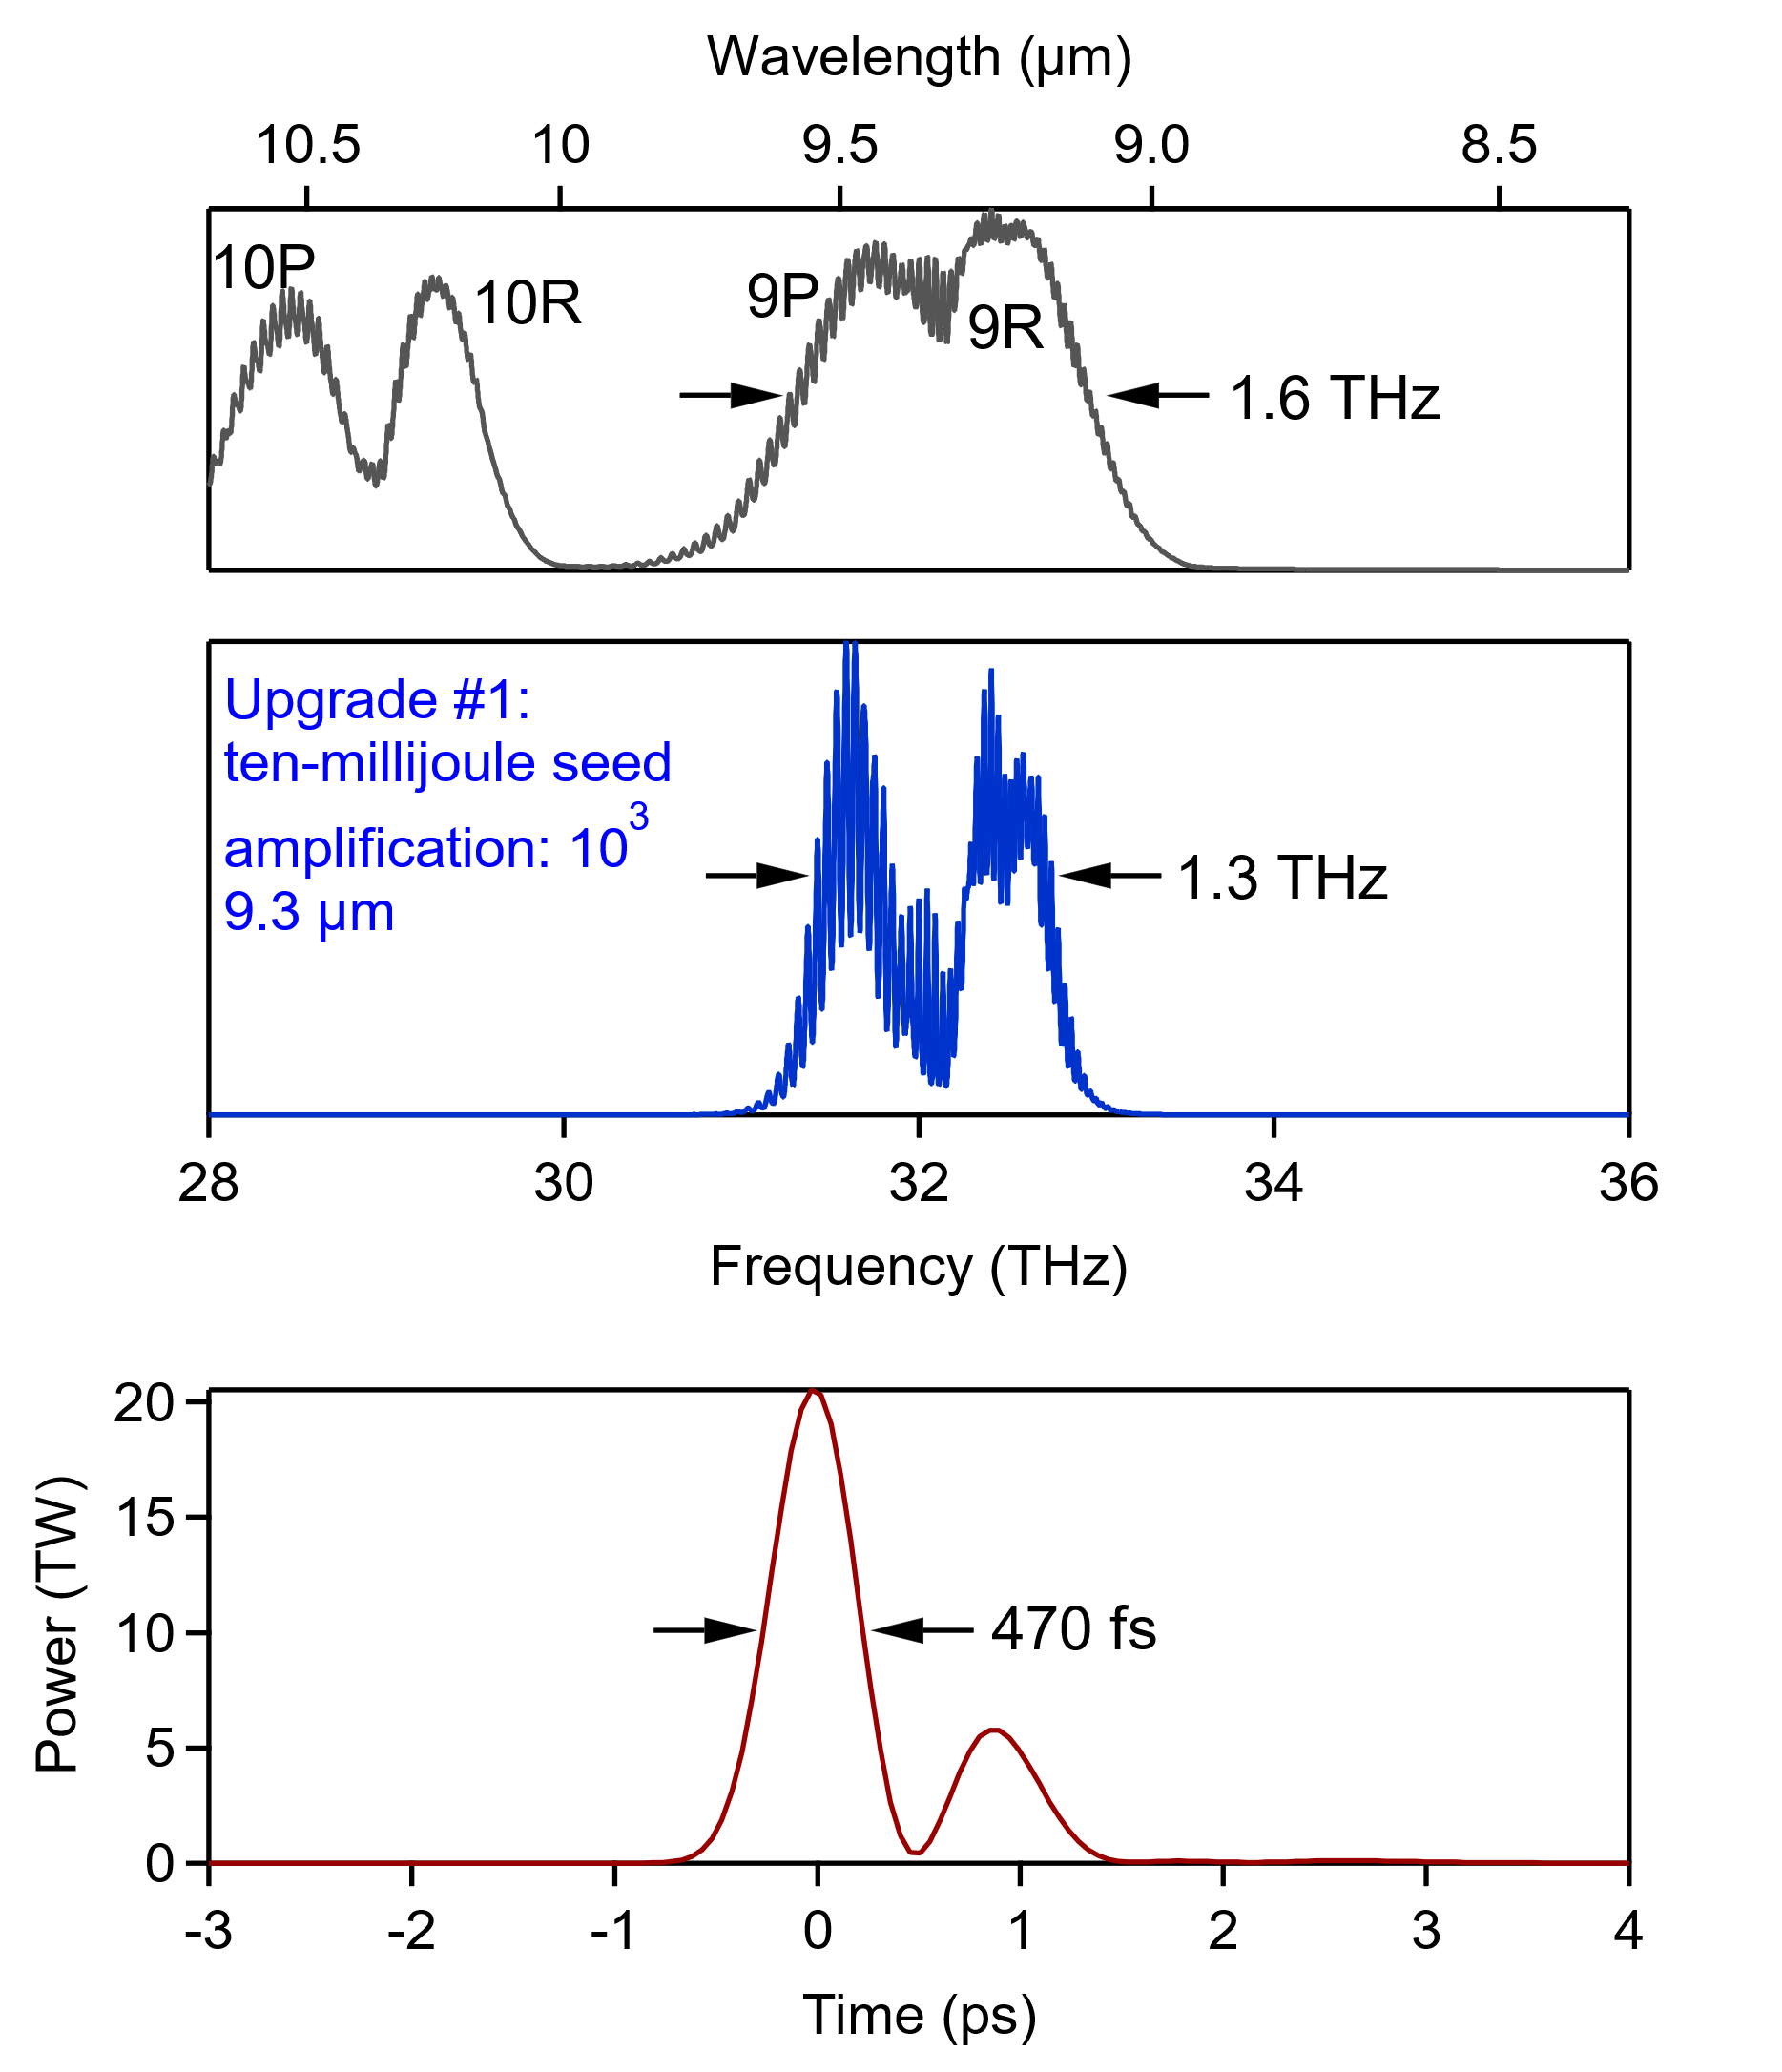 Wavelength (µm)
10.5 10 9.5 9.0 8.5
10P
10R
9P
9R
1.6 THz
Upgrade #1:
ten-millijoule seed
amplification: 10³
9.3 µm
1.3 THz
28 30 32 34 36
Frequency (THz)
20
15
10
5
0
Power (TW)
470 fs
-3 -2 -1 0 1 2 3 4
Time (ps)